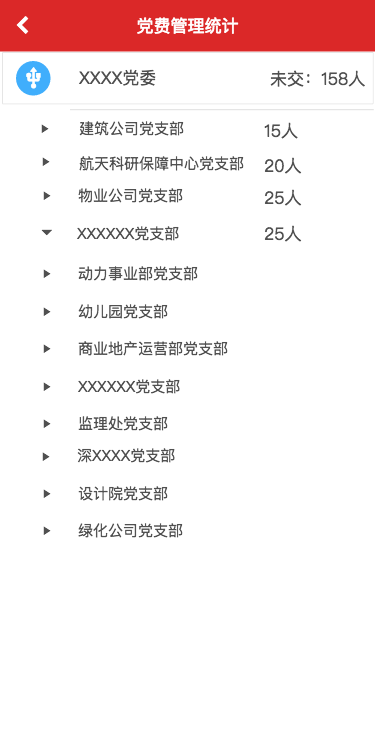 党费管理统计
XXXX党委 未交：158人
建筑公司党支部 15人
航天科研保障中心党支部 20人
物业公司党支部 25人
XXXXXX党支部 25人
动力事业部党支部
幼儿园党支部
商业地产运营部党支部
XXXXXX党支部
监理处党支部
深XXXX党支部
设计院党支部
绿化公司党支部